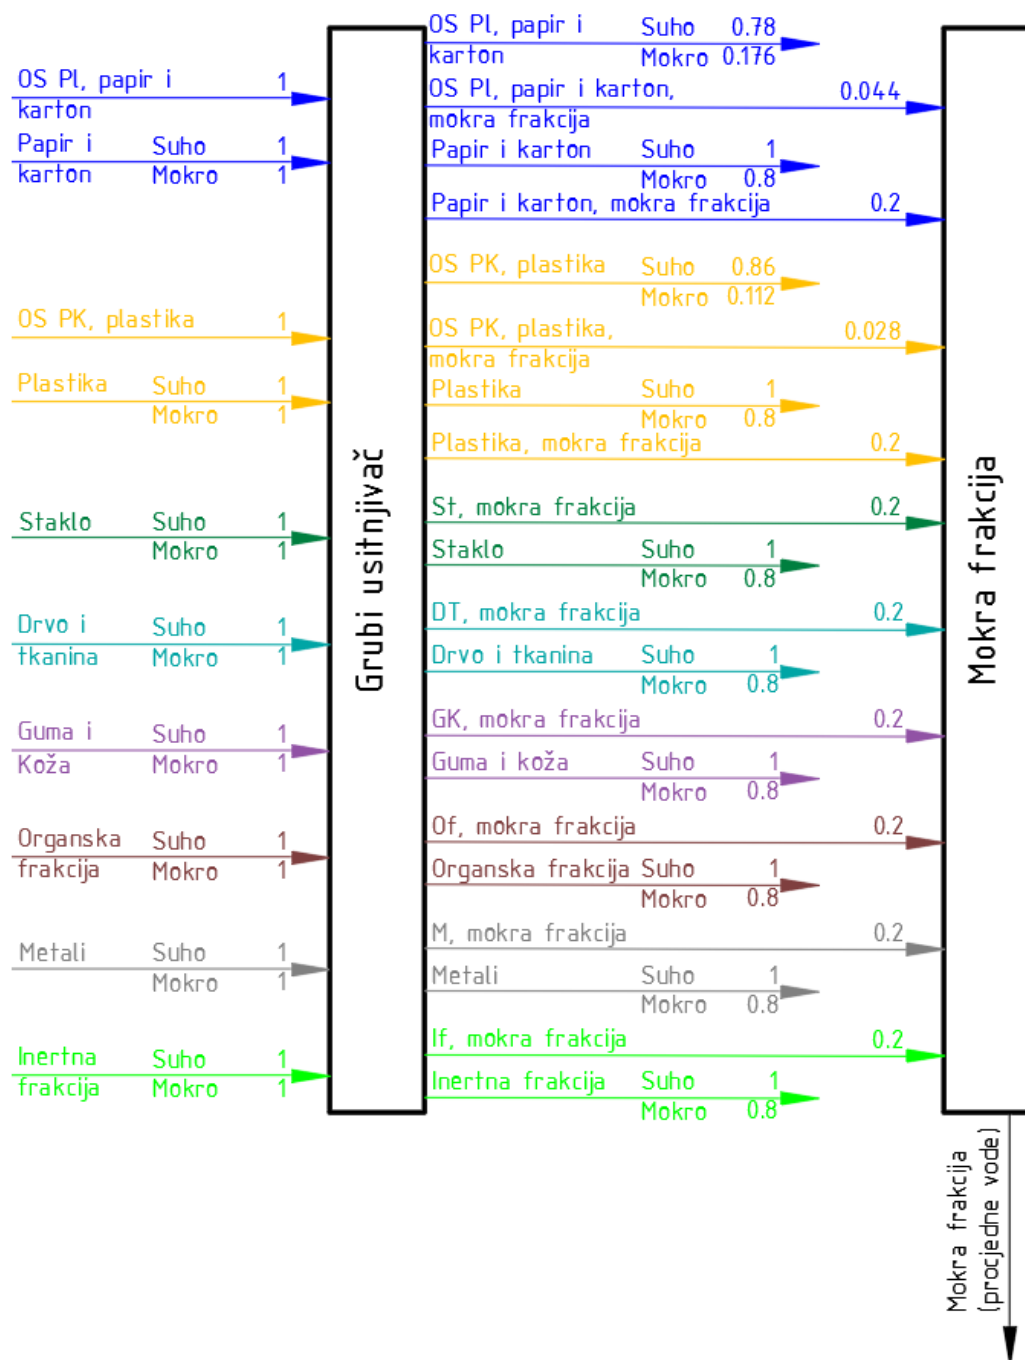 OS Pl, papir i 1
karton
Papir i Suho 1
karton Mokro 1
OS PK, plastika 1
Plastika Suho 1
Mokro 1
Staklo Suho 1
Mokro 1
Drvo i Suho 1
tkanina Mokro 1
Guma i Suho 1
Koža Mokro 1
Organska Suho 1
frakcija Mokro 1
Metali Suho 1
Mokro 1
Inertna Suho 1
frakcija Mokro 1
Grubi usitnjivač
OS Pl, papir i Suho 0.78
karton Mokro 0.176
OS Pl, papir i karton, 0.044
mokra frakcija
Papir i karton Suho 1
Mokro 0.8
Papir i karton, mokra frakcija 0.2
OS PK, plastika Suho 0.86
Mokro 0.112
OS PK, plastika, 0.028
mokra frakcija
Plastika Suho 1
Mokro 0.8
Plastika, mokra frakcija 0.2
St, mokra frakcija 0.2
Staklo Suho 1
Mokro 0.8
DT, mokra frakcija 0.2
Drvo i tkanina Suho 1
Mokro 0.8
GK, mokra frakcija 0.2
Guma i koža Suho 1
Mokro 0.8
Of, mokra frakcija 0.2
Organska frakcija Suho 1
Mokro 0.8
M, mokra frakcija 0.2
Metali Suho 1
Mokro 0.8
If, mokra frakcija 0.2
Inertna frakcija Suho 1
Mokro 0.8
Mokra frakcija
Mokra frakcija
(procjedne vode)